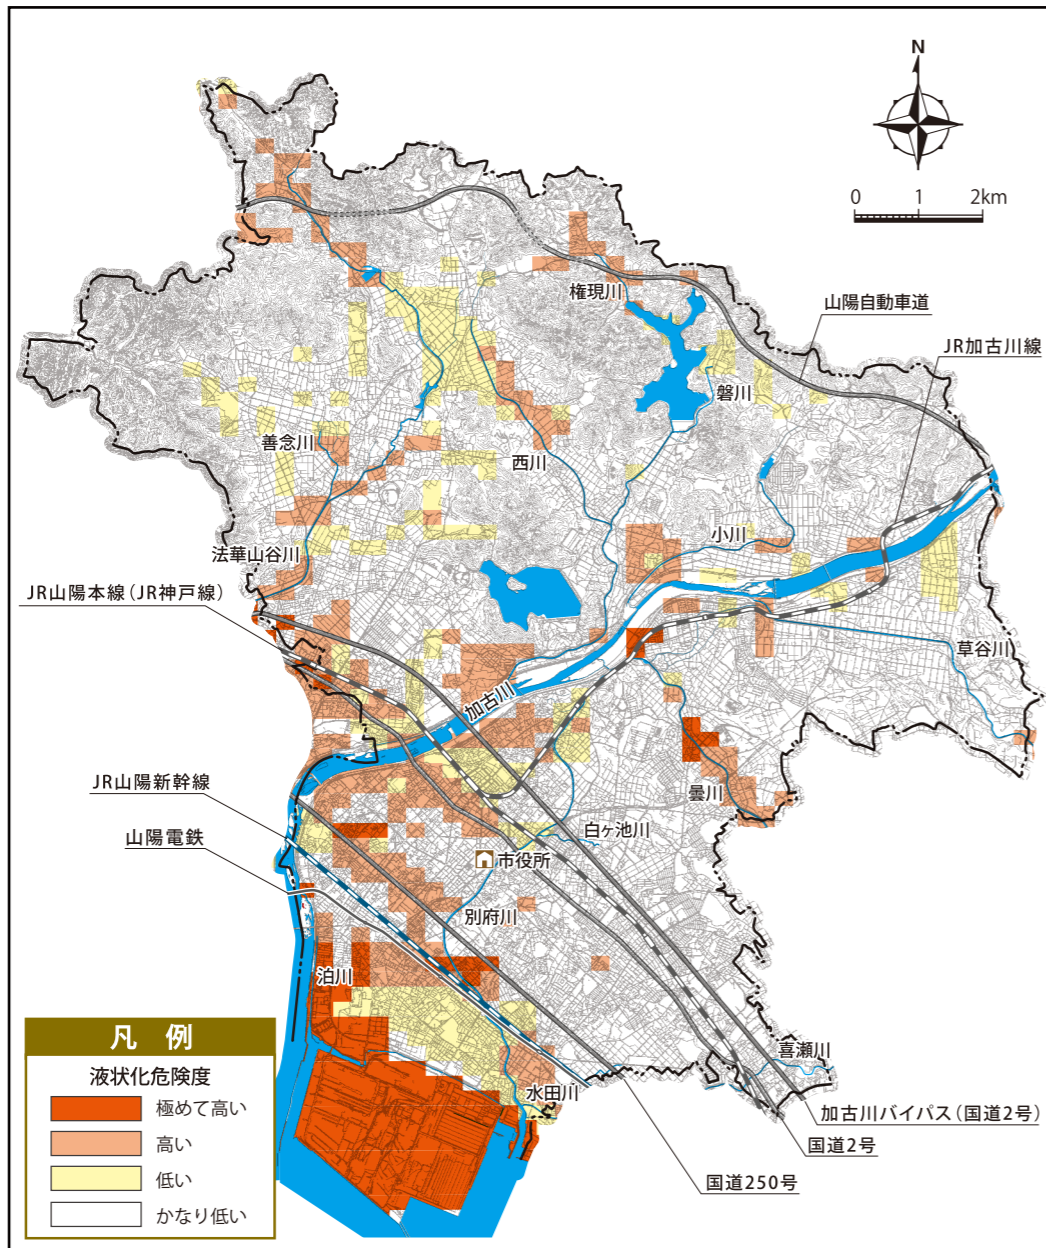 N
0 1 2km
権現川
山陽自動車道
JR加古川線
磐川
善念川
西川
小川
法華山谷川
JR山陽本線(JR神戸線)
草谷川
加古川
JR山陽新幹線
曇川
山陽電鉄
白ヶ池川
市役所
別府川
泊川
喜瀬川
水田川
加古川バイパス(国道2号)
国道2号
国道250号
凡 例
液状化危険度
極めて高い
高い
低い
かなり低い